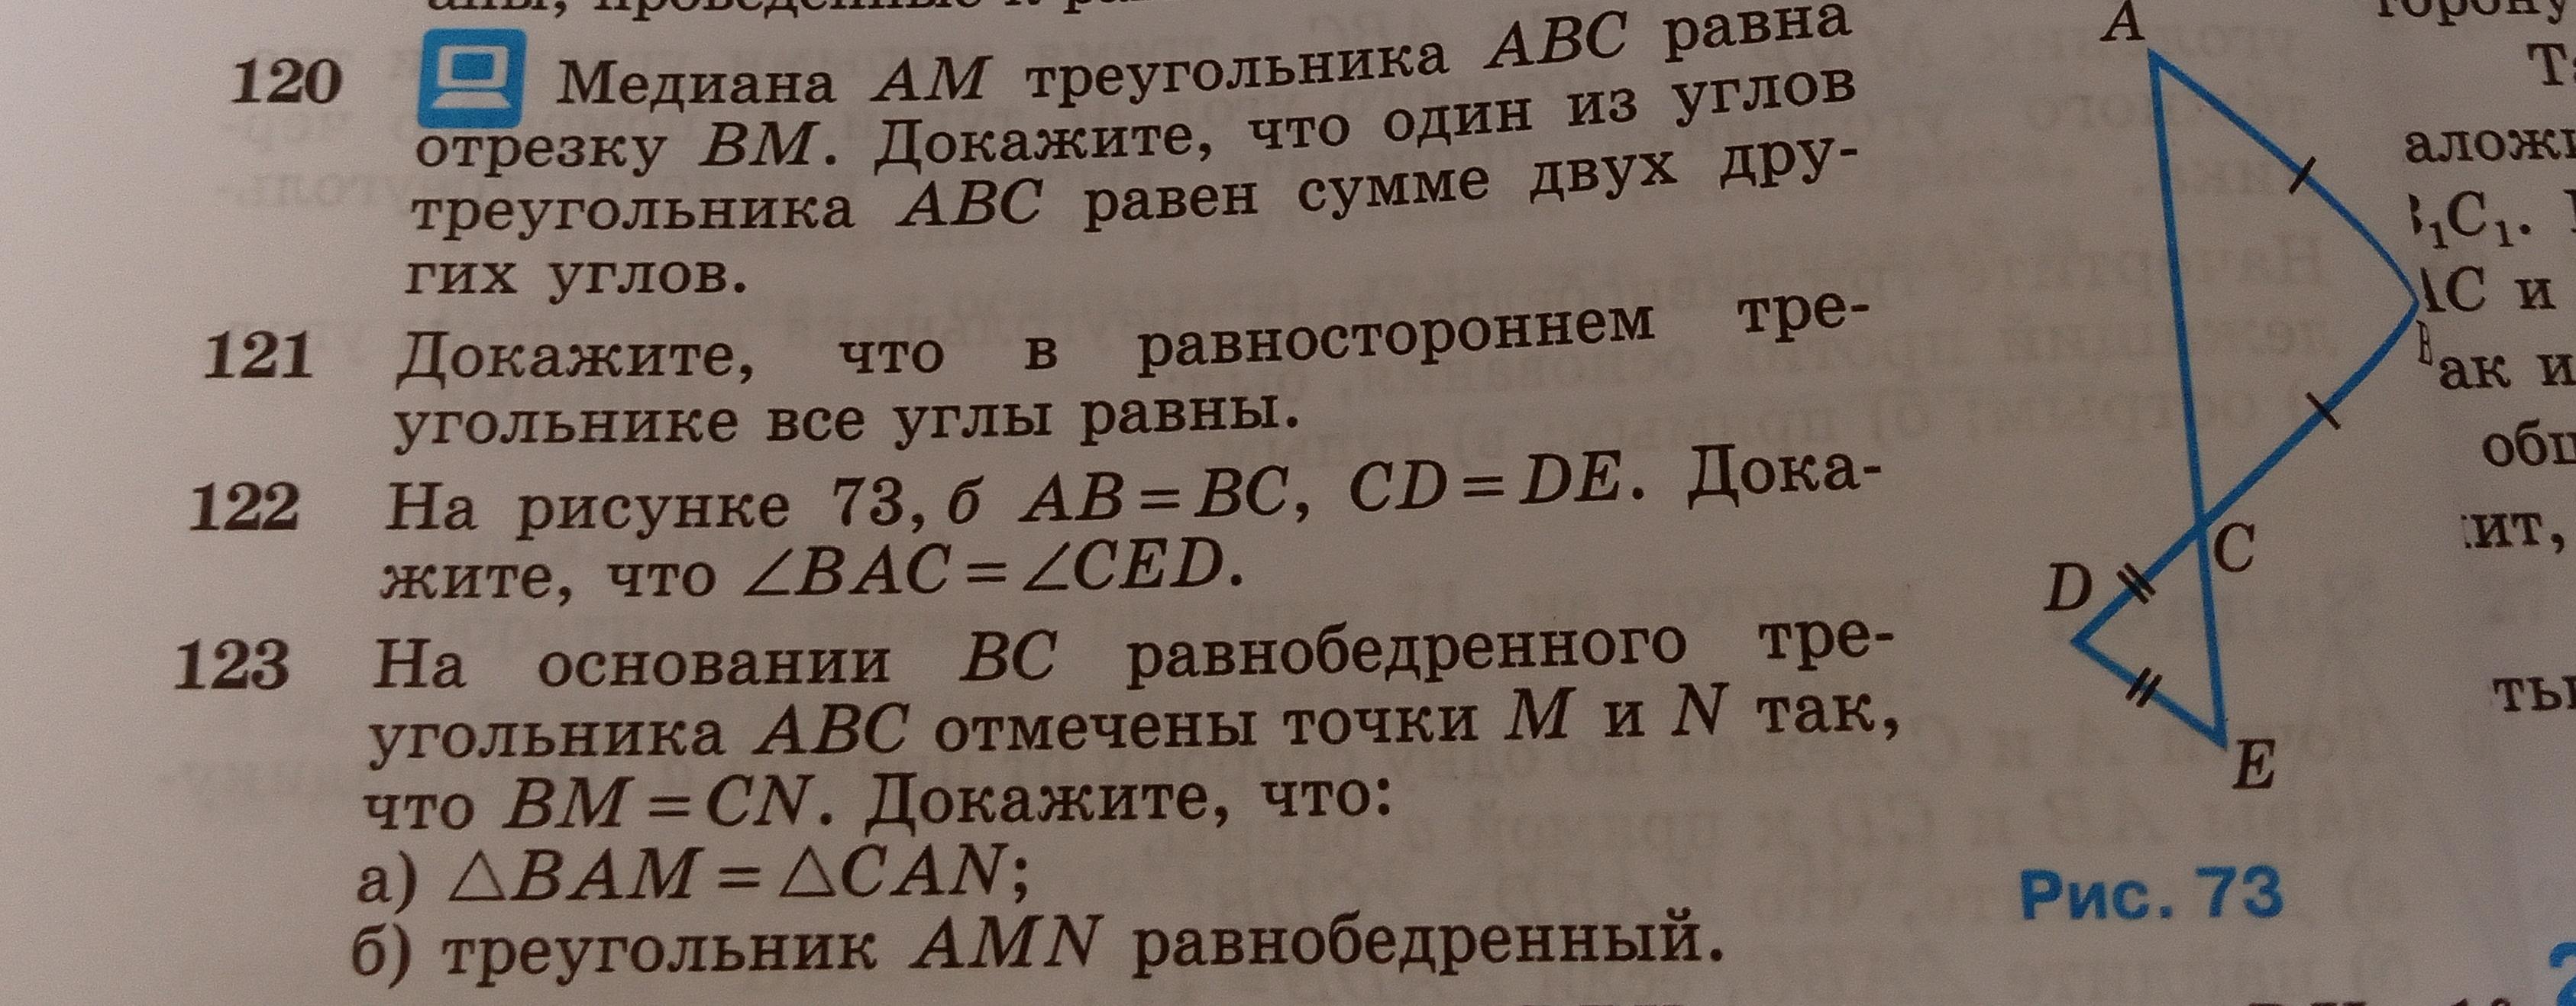 120 Медиана AM треугольника ABC равна
отрезку BM. Докажите, что один из углов
треугольника ABC равен сумме двух дру-
гих углов.
121 Докажите, что в равностороннем тре-
угольнике все углы равны.
122 На рисунке 73, б AB = BC, CD = DE. Дока-
жите, что ∠BAC = ∠CED.
123 На основании BC равнобедренного тре-
угольника ABC отмечены точки M и N так,
что BM = CN. Докажите, что:
а) △BAM = △CAN;
б) треугольник AMN равнобедренный.
A
B
C
D
E
Рис. 73
C и
ак и